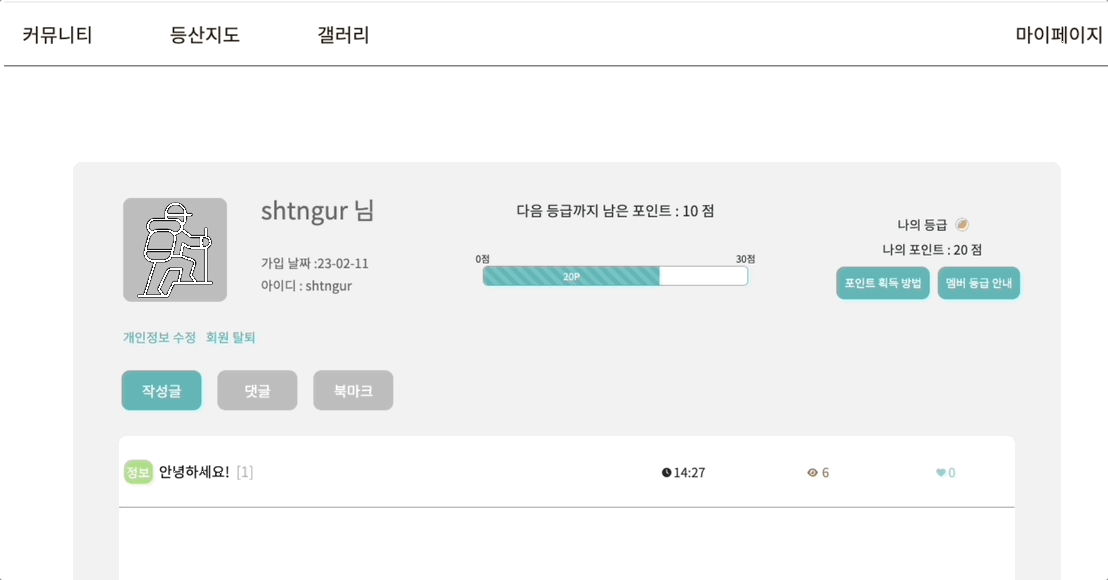 커뮤니티 등산지도 갤러리 마이페이지
shtngur 님
가입 날짜 :23-02-11
아이디 : shtngur
다음 등급까지 남은 포인트 : 10 점
0점 30점
20P
나의 등급
나의 포인트 : 20 점
포인트 획득 방법 멤버 등급 안내
개인정보 수정 회원 탈퇴
작성글 댓글 북마크
정보 안녕하세요! [1] 14:27 6 0